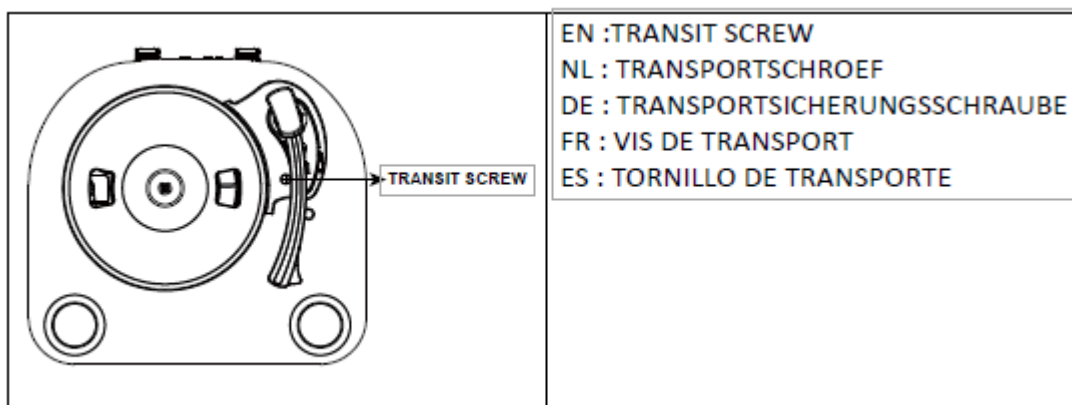 TRANSIT SCREW
EN :TRANSIT SCREW
NL : TRANSPORTSCHROEF
DE : TRANSPORTSICHERUNGSSCHRAUBE
FR : VIS DE TRANSPORT
ES : TORNILLO DE TRANSPORTE